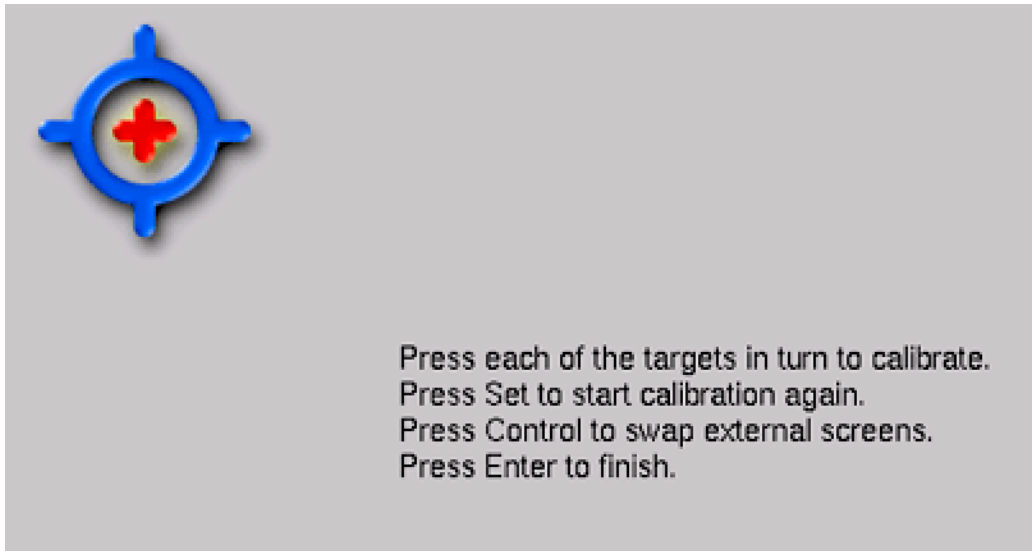 Press each of the targets in turn to calibrate.
Press Set to start calibration again.
Press Control to swap external screens.
Press Enter to finish.